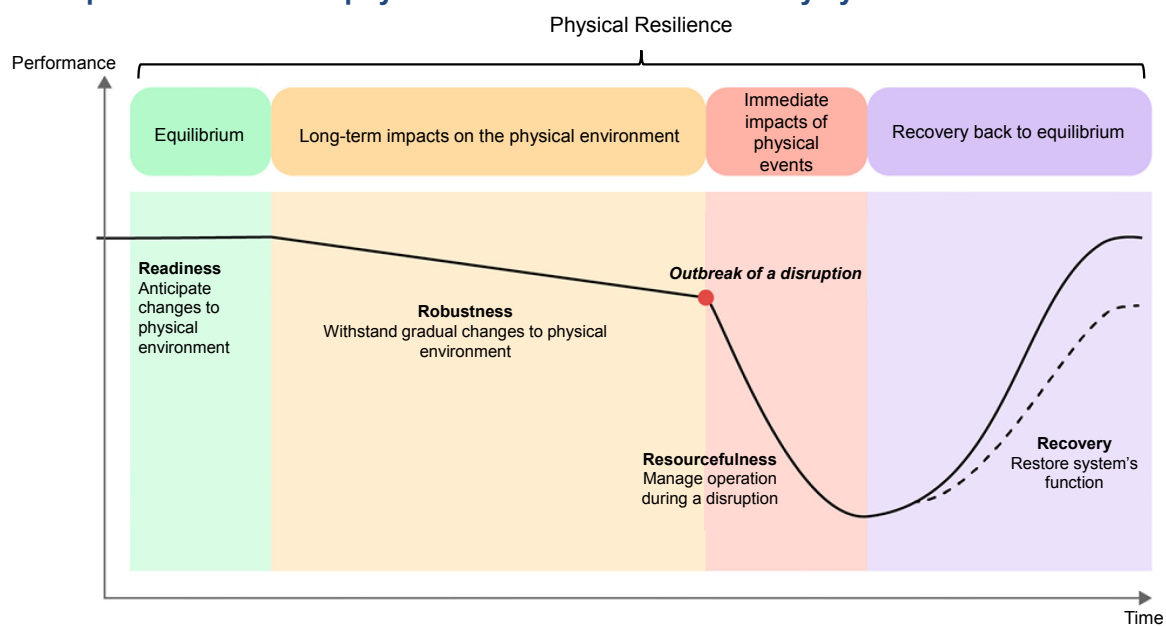 Physical Resilience
Performance
Equilibrium
Long-term impacts on the physical environment
Immediate
impacts of
physical
events
Recovery back to equilibrium
Readiness
Anticipate
changes to
physical
environment
Outbreak of a disruption
Robustness
Withstand gradual changes to physical
environment
Resourcefulness
Manage operation
during a disruption
Recovery
Restore system's
function
Time